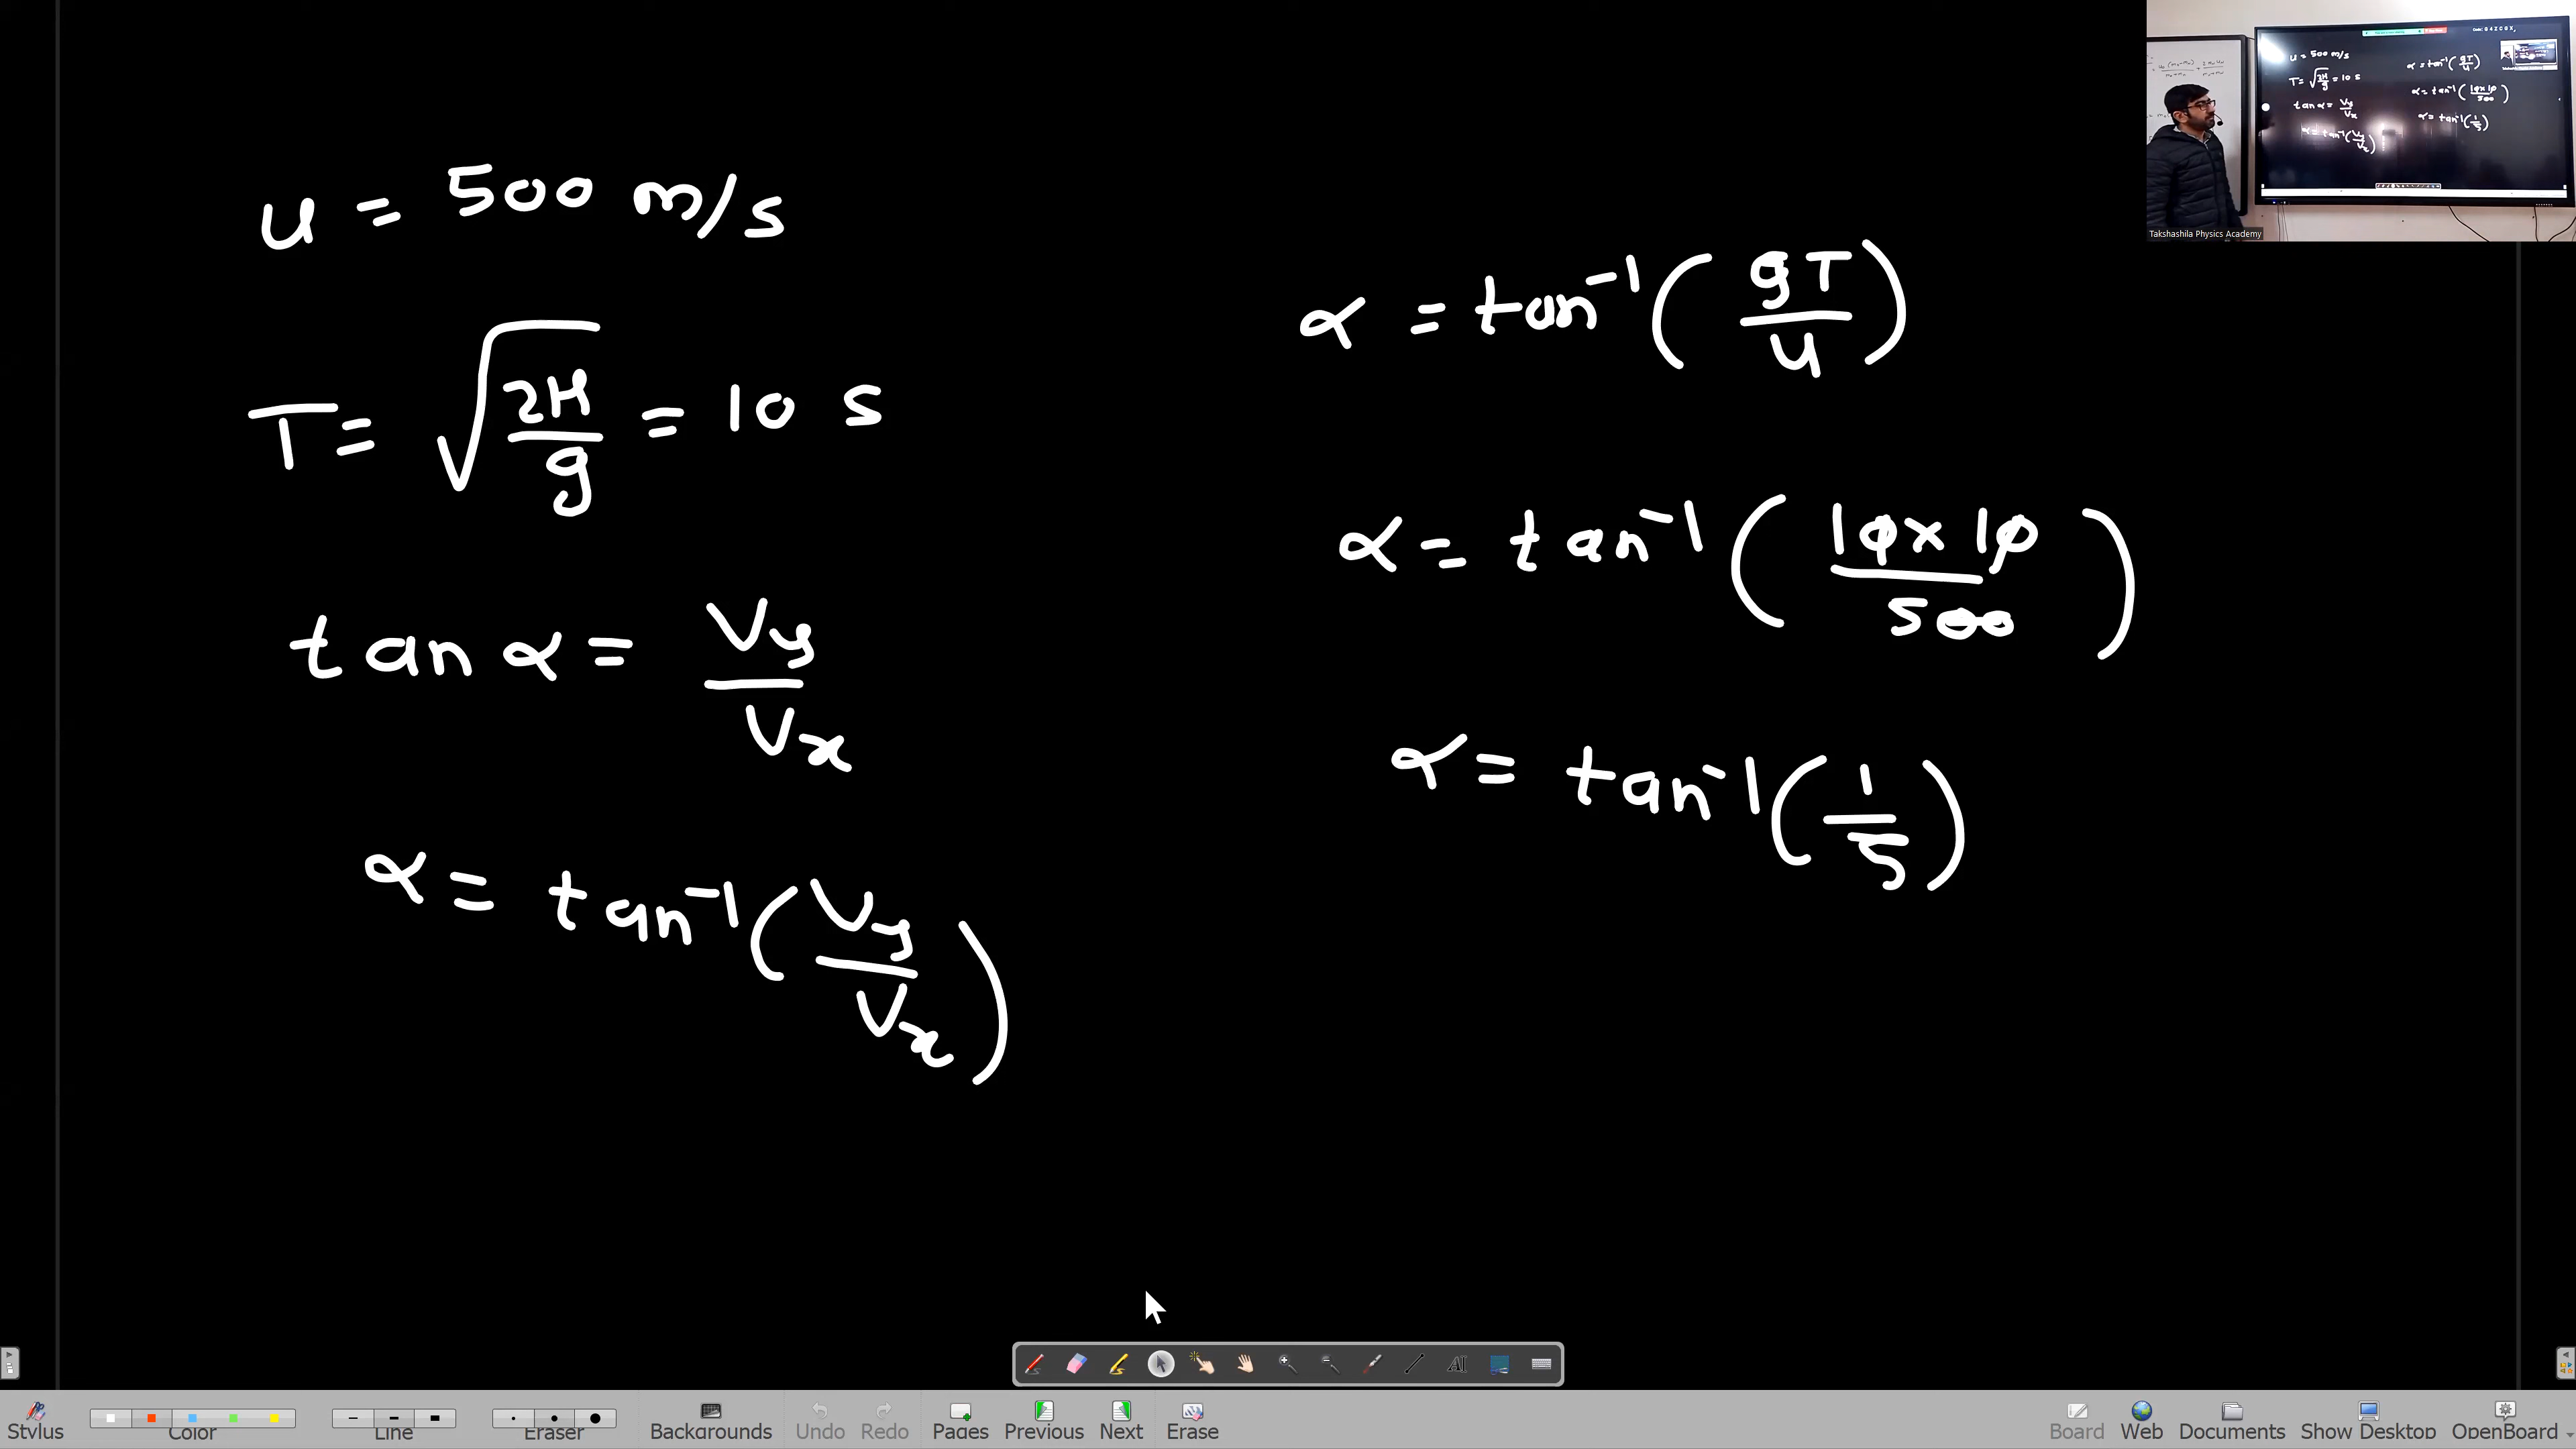 u = 500 m/s
T = √(2H/g) = 10 s
tan α = Vy/Vx
α = tan⁻¹(Vy/Vx)
α = tan⁻¹(gT/u)
α = tan⁻¹(10×10/500)
α = tan⁻¹(1/5)
Takshashila Physics Academy
Stylus Color Line Eraser Backgrounds Undo Redo Pages Previous Next Erase Board Web Documents Show Desktop OpenBoard